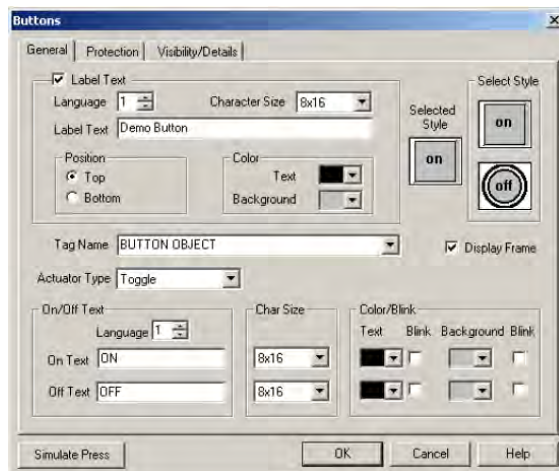 Buttons
General Protection Visibility/Details
Label Text
Select Style
Language 1 Character Size 8x16
Selected Style
on
Label Text Demo Button
on
Position
Top
Bottom
Color
Text
Background
off
Tag Name BUTTON OBJECT
Display Frame
Actuator Type Toggle
On/Off Text
Char Size
Color/Blink
Language 1
Text Blink Background Blink
On Text ON 8x16
Off Text OFF 8x16
Simulate Press OK Cancel Help